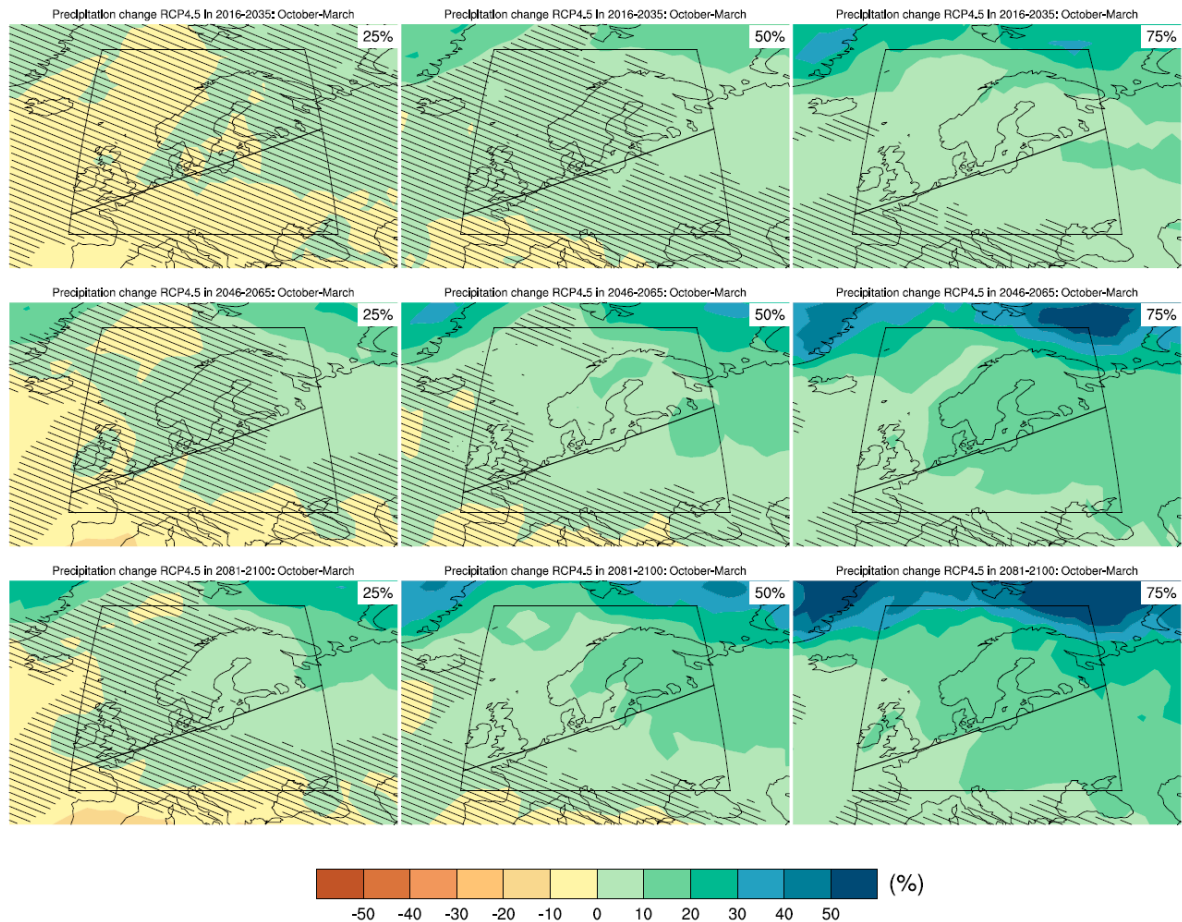 Precipitation change RCP4.5 in 2016-2035: October-March
25%
Precipitation change RCP4.5 in 2016-2035: October-March
50%
Precipitation change RCP4.5 in 2016-2035: October-March
75%
Precipitation change RCP4.5 in 2046-2065: October-March
25%
Precipitation change RCP4.5 in 2046-2065: October-March
50%
Precipitation change RCP4.5 in 2046-2065: October-March
75%
Precipitation change RCP4.5 in 2081-2100: October-March
25%
Precipitation change RCP4.5 in 2081-2100: October-March
50%
Precipitation change RCP4.5 in 2081-2100: October-March
75%
(%)
-50 -40 -30 -20 -10 0 10 20 30 40 50